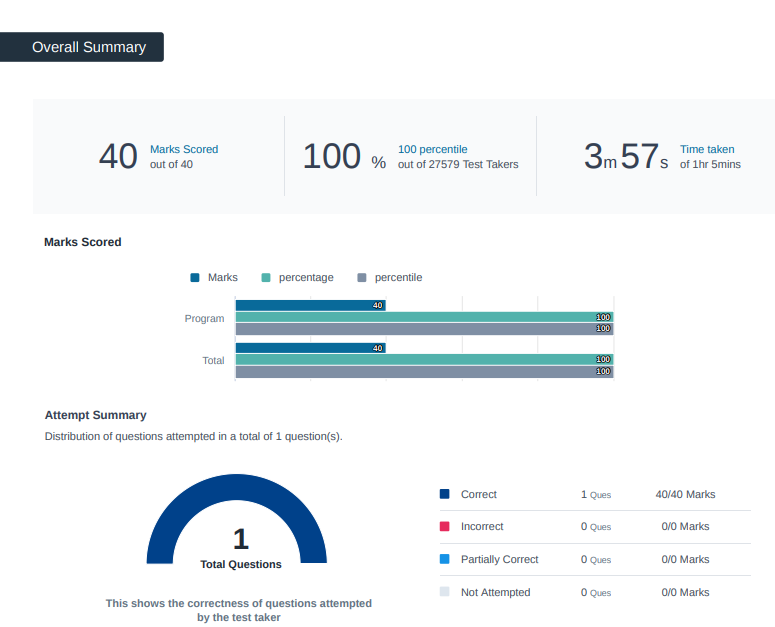 Overall Summary
40 Marks Scored
out of 40
100 % 100 percentile
out of 27579 Test Takers
3m 57s Time taken
of 1hr 5mins
Marks Scored
Marks percentage percentile
Program 40
100
100
Total 40
100
100
Attempt Summary
Distribution of questions attempted in a total of 1 question(s).
1
Total Questions
This shows the correctness of questions attempted
by the test taker
Correct 1 Ques 40/40 Marks
Incorrect 0 Ques 0/0 Marks
Partially Correct 0 Ques 0/0 Marks
Not Attempted 0 Ques 0/0 Marks